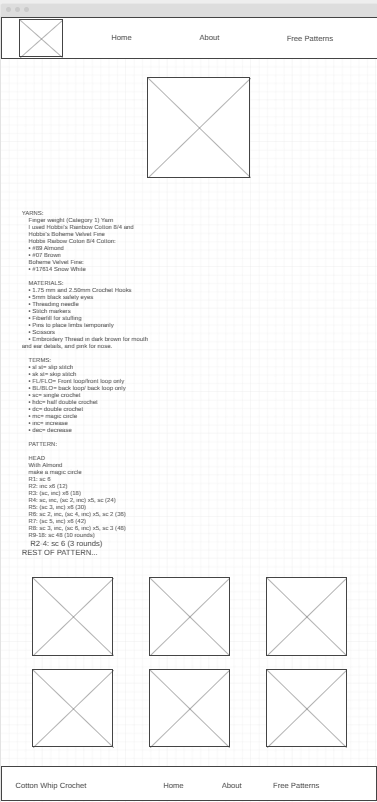 Home About Free Patterns
YARNS:
Finger weight (Category 1) Yarn
I used Hobbii's Rainbow Cotton 8/4 and
Hobbii's Boheme Velvet Fine
Hobbii Raibow Coton 8/4 Cotton:
• #89 Almond
• #07 Brown
Boheme Velvet Fine:
• #17614 Snow White
MATERIALS:
• 1.75 mm and 2.50mm Crochet Hooks
• 5mm black safety eyes
• Threading needle
• Stitch markers
• Fiberfill for stuffing
• Pins to place limbs temporarily
• Scissors
• Embroidery Thread in dark brown for mouth
and ear details, and pink for nose.
TERMS:
• sl st= slip stitch
• sk st= skip stitch
• FL/FLO= Front loop/front loop only
• BL/BLO= back loop/ back loop only
• sc= single crochet
• hdc= half double crochet
• dc= double crochet
• mc= magic circle
• inc= increase
• dec= decrease
PATTERN:
HEAD
With Almond
make a magic circle
R1: sc 6
R2: inc x6 (12)
R3: (sc, inc) x6 (18)
R4: sc, inc, (sc 2, inc) x5, sc (24)
R5: (sc 3, inc) x6 (30)
R6: sc 2, inc, (sc 4, inc) x5, sc 2 (36)
R7: (sc 5, inc) x6 (42)
R8: sc 3, inc, (sc 6, inc) x5, sc 3 (48)
R9-18: sc 48 (10 rounds)
R2-4: sc 6 (3 rounds)
REST OF PATTERN...
Cotton Whip Crochet Home About Free Patterns